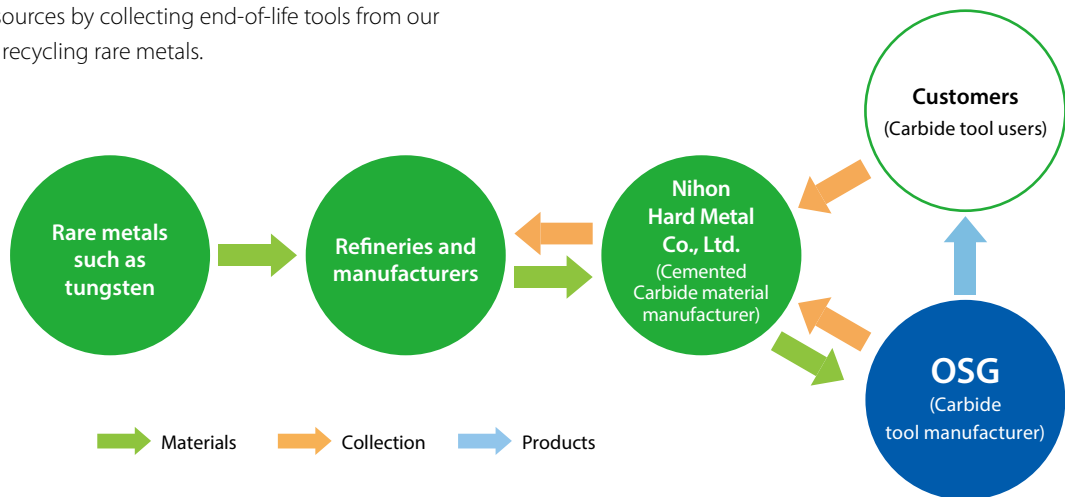 sources by collecting end-of-life tools from our
recycling rare metals.
Customers
(Carbide tool users)
Rare metals
such as
tungsten
Refineries and
manufacturers
Nihon
Hard Metal
Co., Ltd.
(Cemented
Carbide material
manufacturer)
OSG
(Carbide
tool manufacturer)
Materials
Collection
Products